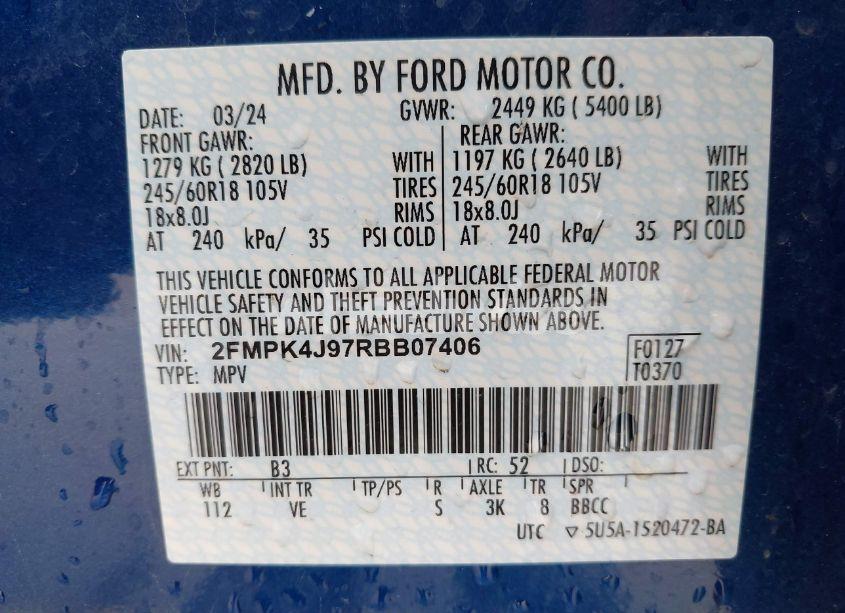 MFD. BY FORD MOTOR CO.
DATE: 03/24 GVWR: 2449 KG ( 5400 LB)
FRONT GAWR: REAR GAWR:
1279 KG ( 2820 LB) WITH 1197 KG ( 2640 LB) WITH
245/60R18 105V TIRES 245/60R18 105V TIRES
18x8.0J RIMS 18x8.0J RIMS
AT 240 kPa/ 35 PSI COLD AT 240 kPa/ 35 PSI COLD
THIS VEHICLE CONFORMS TO ALL APPLICABLE FEDERAL MOTOR
VEHICLE SAFETY AND THEFT PREVENTION STANDARDS IN
EFFECT ON THE DATE OF MANUFACTURE SHOWN ABOVE.
VIN: 2FMPK4J97RBB07406 F0127
TYPE: MPV T0370
EXT PNT: B3 RC: 52 DSO:
WB INT TR TP/PS R AXLE TR SPR
112 VE S 3K 8 BBCC
UTC ▽ 5U5A-1520472-BA